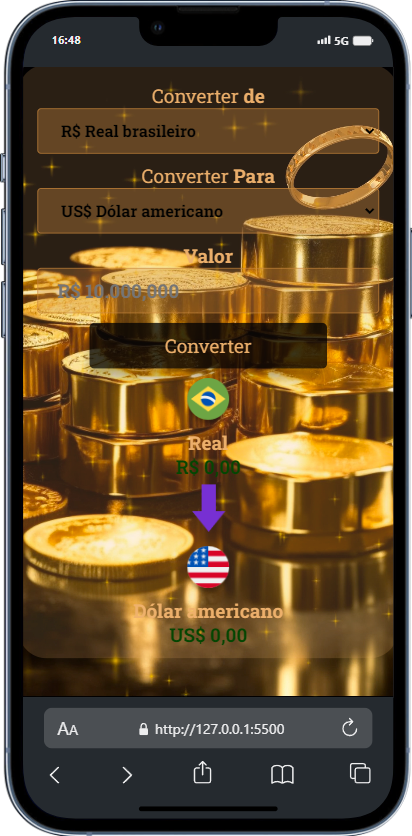 16:48
5G
Converter de
R$ Real brasileiro
Converter Para
US$ Dólar americano
Valor
R$ 10.000,000
Converter
Real
R$ 0,00
Dólar americano
US$ 0,00
AA
http://127.0.0.1:5500